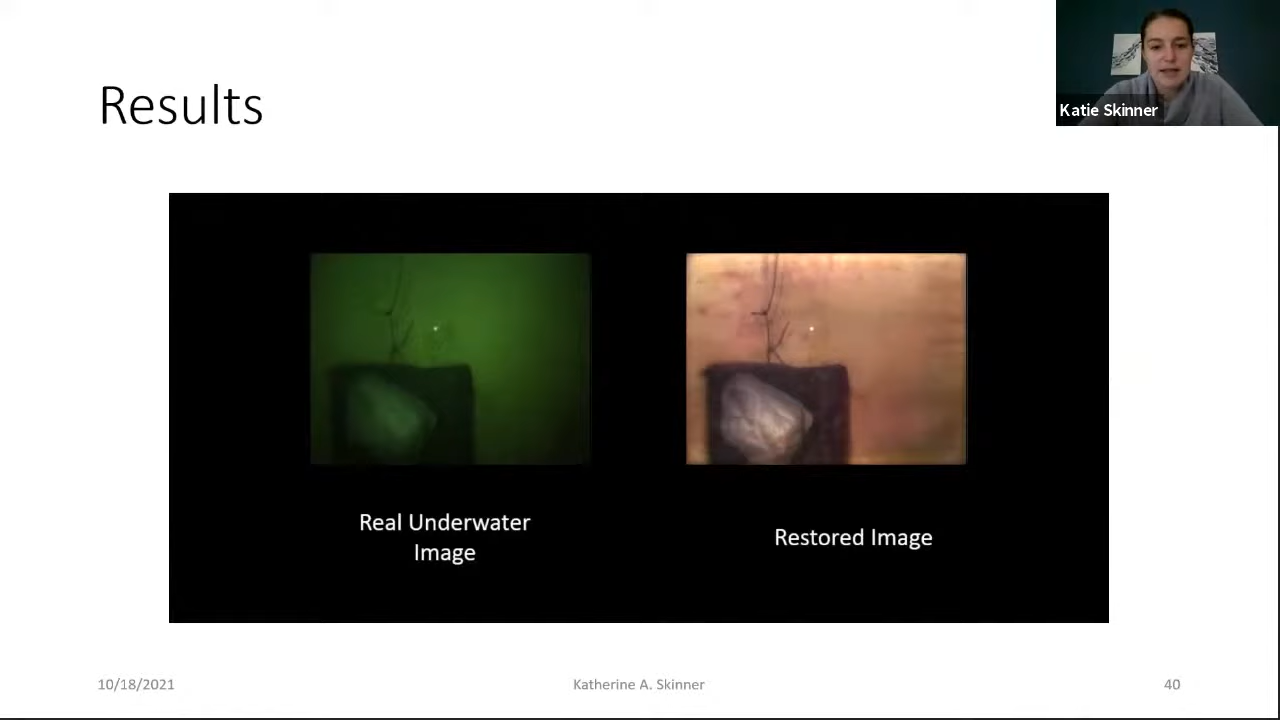 Results
Katie Skinner
Real Underwater
Image
Restored Image
10/18/2021
Katherine A. Skinner
40